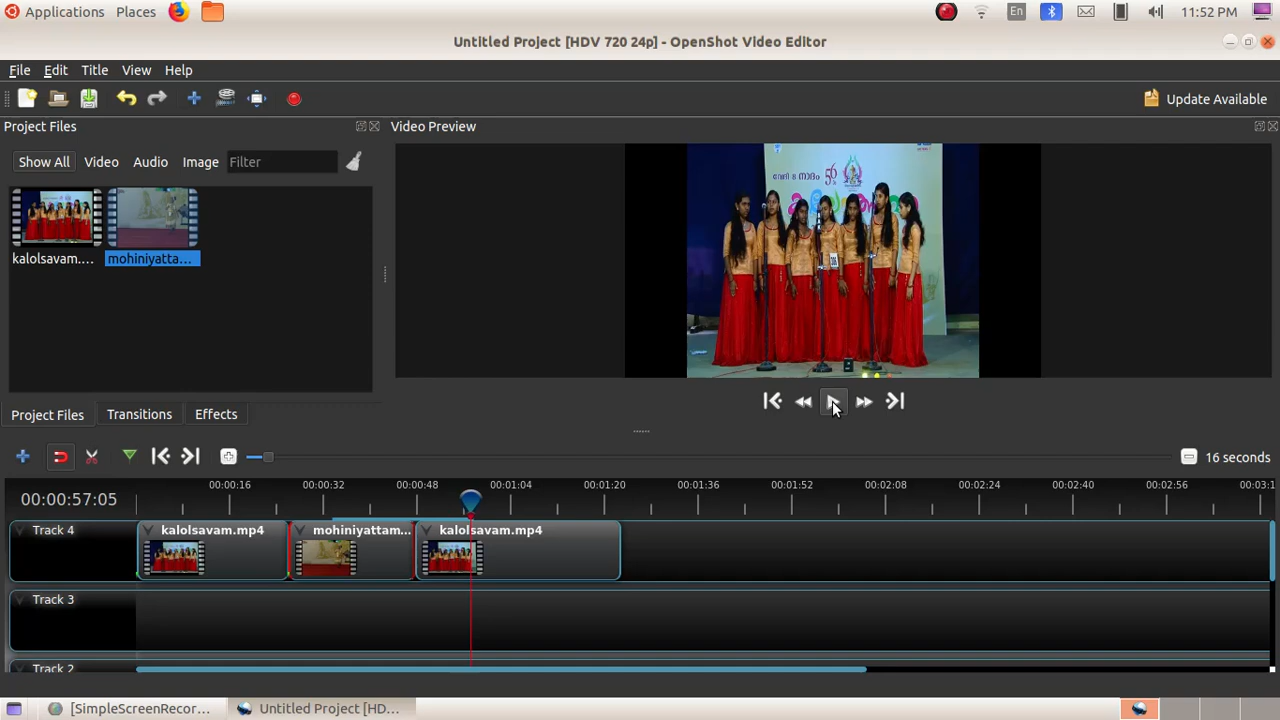 Applications Places En 11:52 PM
Untitled Project [HDV 720 24p] - OpenShot Video Editor
File Edit Title View Help
Update Available
Project Files
Video Preview
Show All Video Audio Image Filter
വേദി 8 നാദം 56
kalolsavam.... mohiniyatta...
Project Files Transitions Effects
16 seconds
00:00:57:05
00:00:16 00:00:32 00:00:48 00:01:04 00:01:20 00:01:36 00:01:52 00:02:08 00:02:24 00:02:40 00:02:56 00:03:1
Track 4 kalolsavam.mp4 mohiniyattam... kalolsavam.mp4
Track 3
Track 2
[SimpleScreenRecor... Untitled Project [HD...